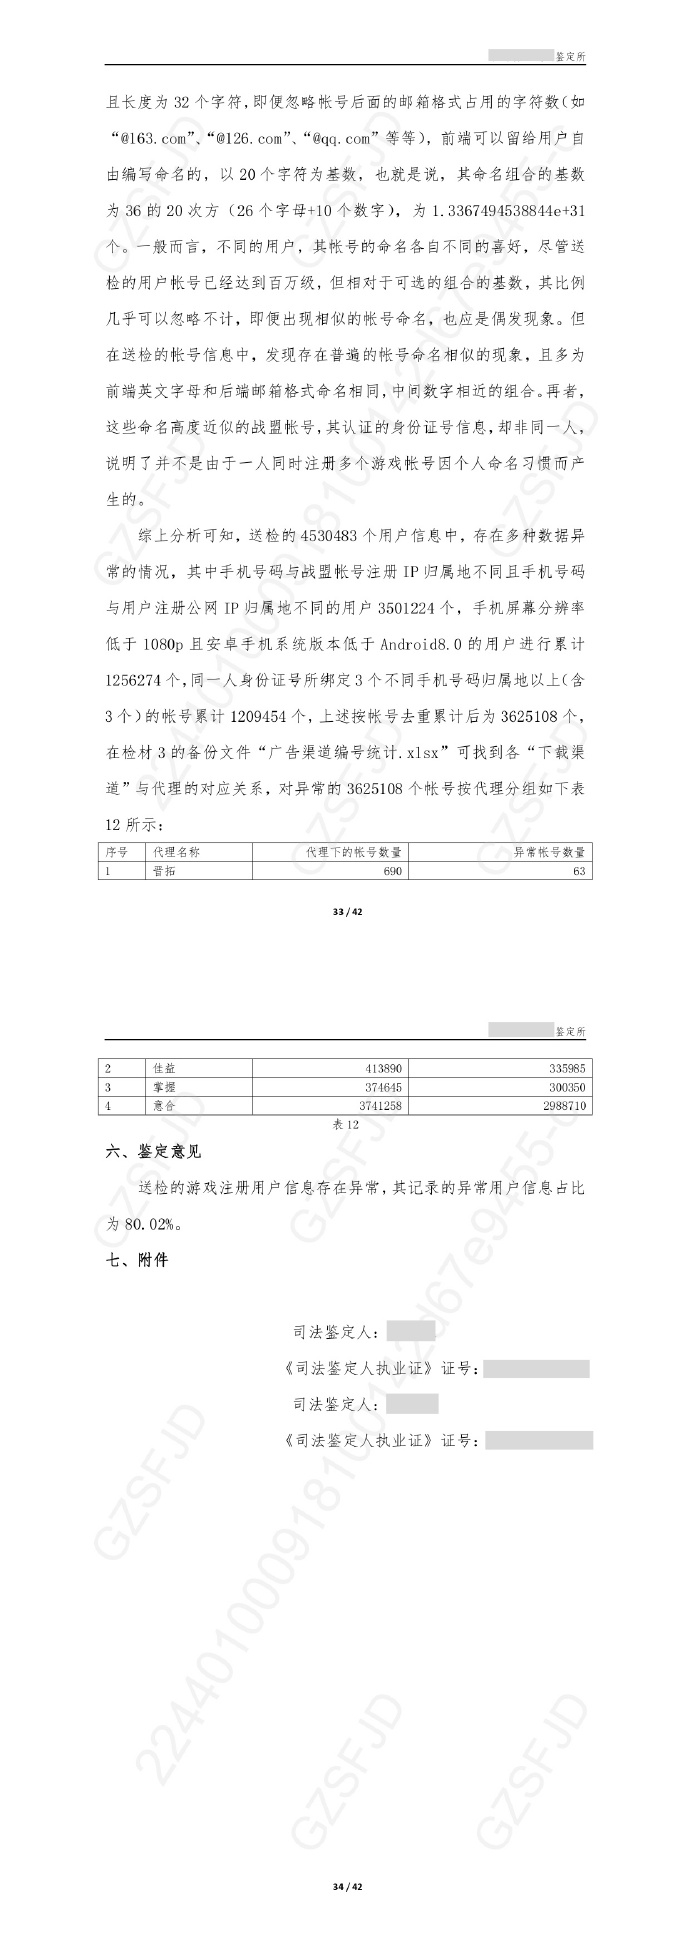 鉴定所
且长度为 32 个字符,即便忽略帐号后面的邮箱格式占用的字符数(如
“@163.com”、“@126.com”、“@qq.com”等等），前端可以留给用户自
由编写命名的，以 20 个字符为基数，也就是说，其命名组合的基数
为 36 的 20 次方（26 个字母+10 个数字），为 1.3367494538844e+31
个。一般而言，不同的用户，其帐号的命名各自不同的喜好，尽管送
检的用户帐号已经达到百万级，但相对于可选的组合的基数，其比例
几乎可以忽略不计，即便出现相似的帐号命名，也应是偶发现象。但
在送检的帐号信息中，发现存在普遍的帐号命名相似的现象，且多为
前端英文字母和后端邮箱格式命名相同,中间数字相近的组合。再者，
这些命名高度近似的战盟帐号,其认证的身份证号信息,却非同一人，
说明了并不是由于一人同时注册多个游戏帐号因个人命名习惯而产
生的。
综上分析可知，送检的 4530483 个用户信息中，存在多种数据异
常的情况，其中手机号码与战盟帐号注册 IP 归属地不同且手机号码
与用户注册公网 IP 归属地不同的用户 3501224 个，手机屏幕分辨率
低于 1080p 且安卓手机系统版本低于 Android8.0 的用户进行累计
1256274 个,同一人身份证号所绑定 3 个不同手机号码归属地以上(含
3 个)的帐号累计 1209454 个，上述按帐号去重累计后为 3625108 个，
在检材 3 的备份文件“广告渠道编号统计.xlsx”可找到各“下载渠
道”与代理的对应关系，对异常的 3625108 个帐号按代理分组如下表
12 所示：
序号 代理名称 代理下的帐号数量 异常帐号数量
1 晋拓 690 63
33 / 42
鉴定所
2 佳益 413890 335985
3 掌握 374645 300350
4 意合 3741258 2988710
表 12
六、鉴定意见
送检的游戏注册用户信息存在异常,其记录的异常用户信息占比
为 80.02%。
七、附件
司法鉴定人：
《司法鉴定人执业证》证号：
司法鉴定人：
《司法鉴定人执业证》证号：
34 / 42